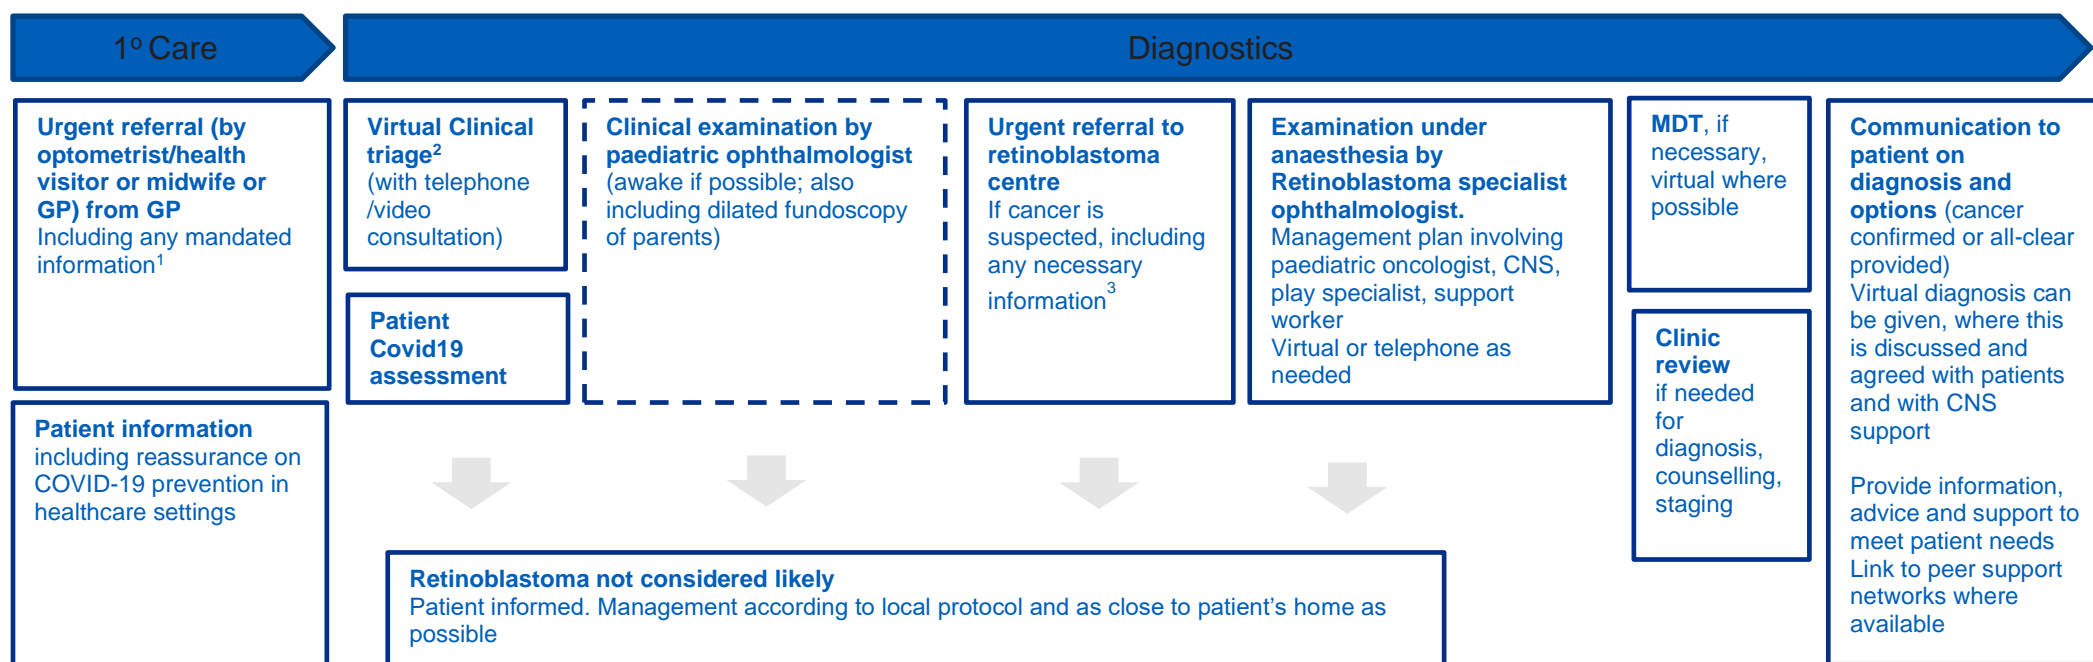 1º Care
Diagnostics
Urgent referral (by
optometrist/health
visitor or midwife or
GP) from GP
Including any mandated
information1
Patient information
including reassurance on
COVID-19 prevention in
healthcare settings
Virtual Clinical
triage2
(with telephone
/video
consultation)
Patient
Covid19
assessment
Clinical examination by
paediatric ophthalmologist
(awake if possible; also
including dilated fundoscopy
of parents)
Urgent referral to
retinoblastoma
centre
If cancer is
suspected, including
any necessary
information3
Examination under
anaesthesia by
Retinoblastoma specialist
ophthalmologist.
Management plan involving
paediatric oncologist, CNS,
play specialist, support
worker
Virtual or telephone as
needed
MDT, if
necessary,
virtual where
possible
Clinic
review
if needed
for
diagnosis,
counselling,
staging
Communication to
patient on
diagnosis and
options (cancer
confirmed or all-clear
provided)
Virtual diagnosis can
be given, where this
is discussed and
agreed with patients
and with CNS
support
Provide information,
advice and support to
meet patient needs
Link to peer support
networks where
available
Retinoblastoma not considered likely
Patient informed. Management according to local protocol and as close to patient’s home as
possible